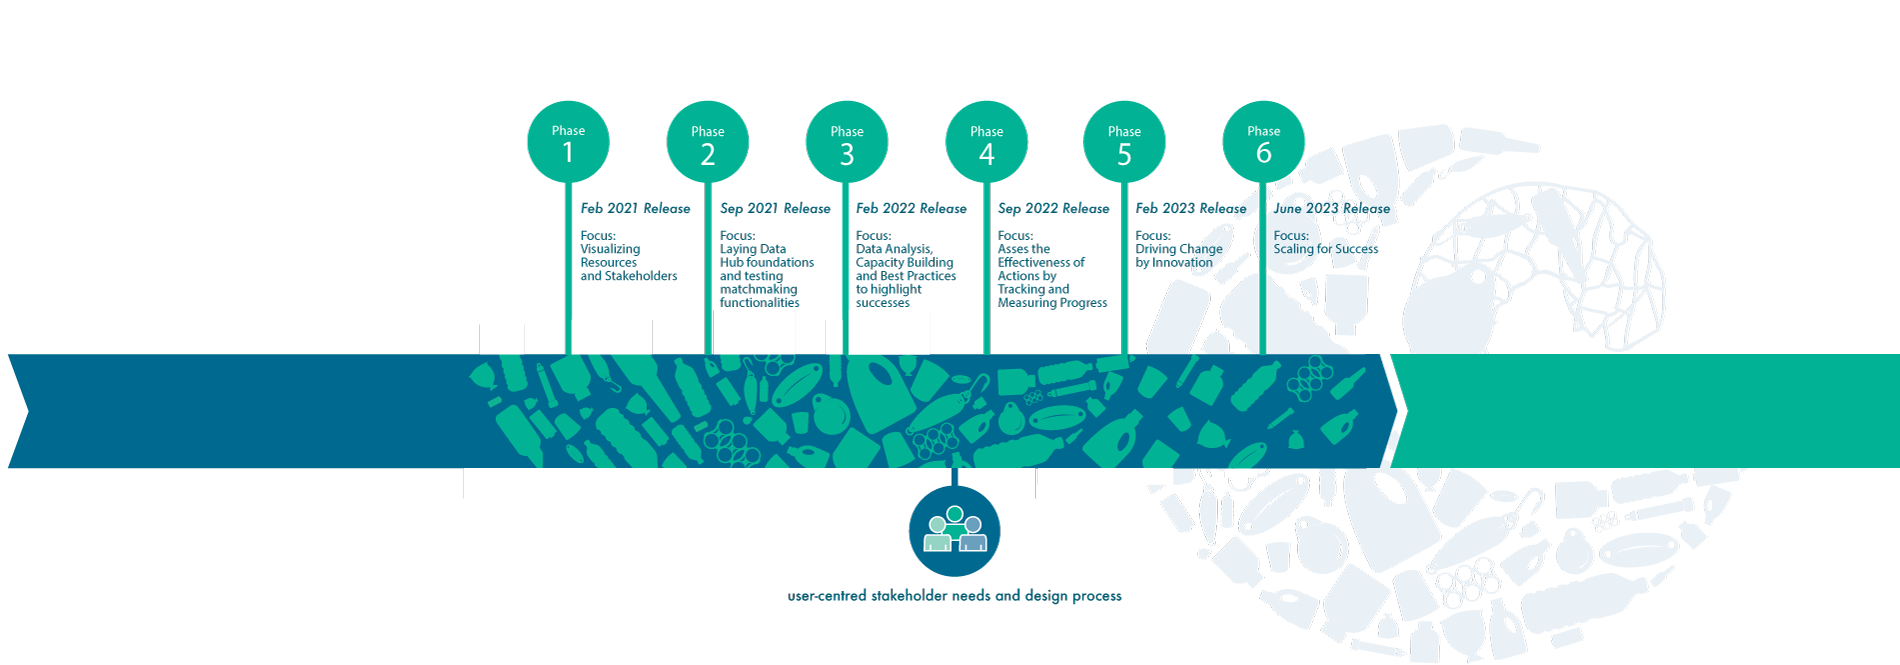 Phase
1
Phase
2
Phase
3
Phase
4
Phase
5
Phase
6
Feb 2021 Release
Focus:
Visualizing
Resources
and Stakeholders
Sep 2021 Release
Focus:
Laying Data
Hub foundations
and testing
matchmaking
functionalities
Feb 2022 Release
Focus:
Data Analysis,
Capacity Building
and Best Practices
to highlight
successes
Sep 2022 Release
Focus:
Asses the
Effectiveness of
Actions by
Tracking and
Measuring Progress
Feb 2023 Release
Focus:
Driving Change
by Innovation
June 2023 Release
Focus:
Scaling for Success
user-centred stakeholder needs and design process